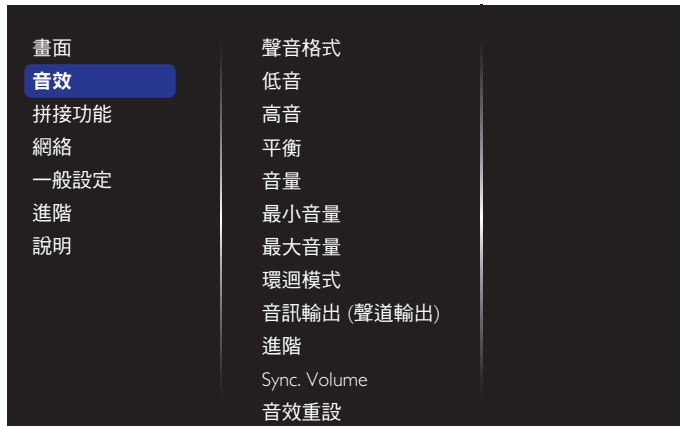 畫面
音效
拼接功能
網絡
一般設定
進階
說明
聲音格式
低音
高音
平衡
音量
最小音量
最大音量
環迴模式
音訊輸出 (聲道輸出)
進階
Sync. Volume
音效重設